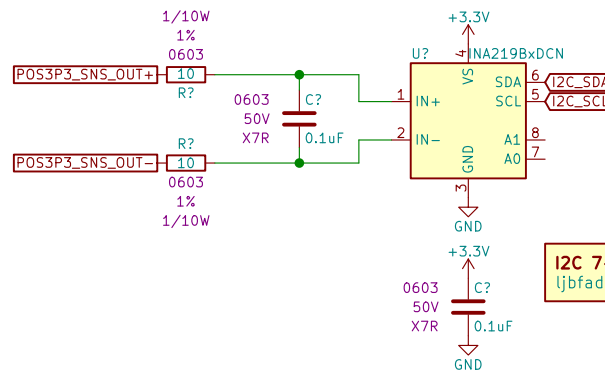 1/10W
1%
0603
POS3P3_SNS_OUT+
10
R?
0603
50V
X7R
C?
0.1uF
R?
POS3P3_SNS_OUT-
10
0603
1%
1/10W
+3.3V
U?
INA219BxDCN
4
VS
1
IN+
2
IN-
SDA
6
I2C_SDA
SCL
5
I2C_SCL
A1
8
A0
7
GND
3
GND
+3.3V
0603
50V
X7R
C?
0.1uF
GND
I2C 7-
ljbfad